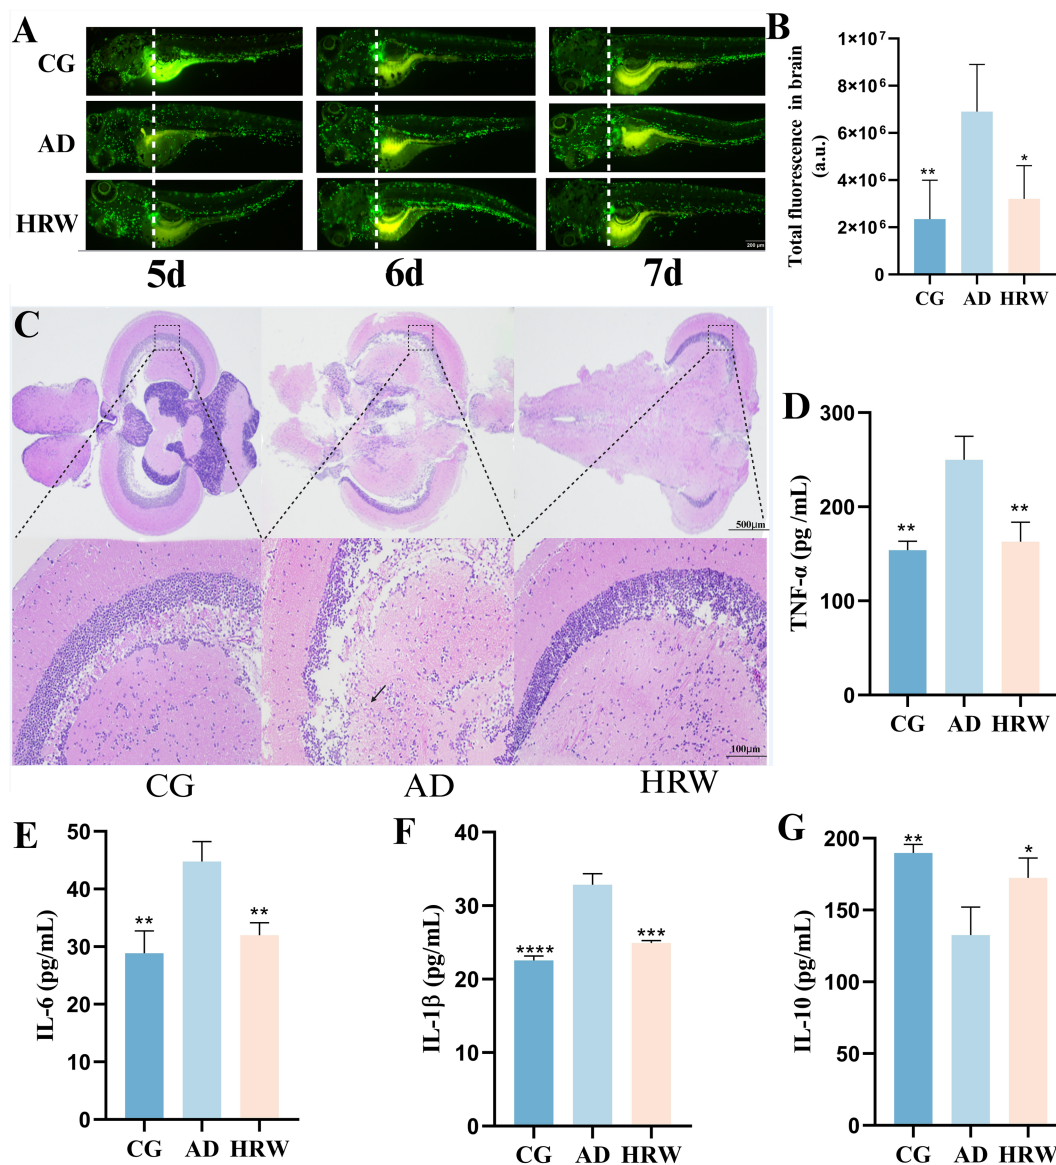 A
CG
AD
HRW
200 μm
5d
6d
7d
B
Total fluorescence in brain
(a.u.)
1×10⁷
8×10⁶
6×10⁶
4×10⁶
2×10⁶
0
**
*
CG AD HRW
C
500μm
100μm
CG AD HRW
D
TNF-α (pg /mL)
300
200
100
0
**
**
CG AD HRW
E
IL-6 (pg/mL)
50
40
30
20
10
0
**
**
CG AD HRW
F
IL-1β (pg/mL)
40
30
20
10
0
****
***
CG AD HRW
G
IL-10 (pg/mL)
200
150
100
50
0
**
*
CG AD HRW